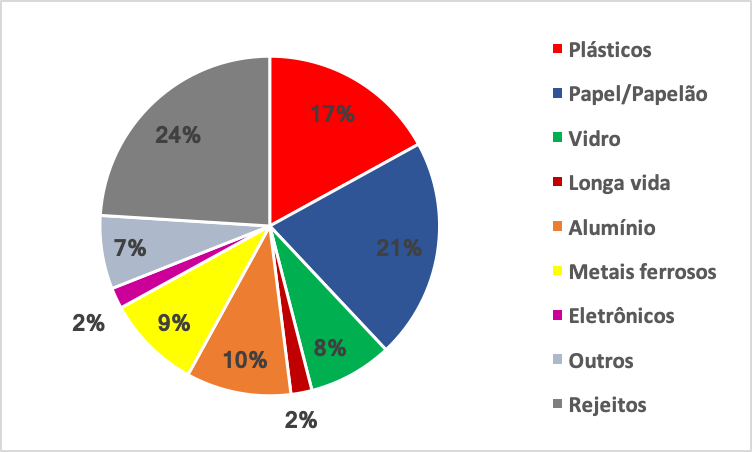 17%
21%
8%
2%
10%
9%
2%
7%
24%
Plásticos
Papel/Papelão
Vidro
Longa vida
Alumínio
Metais ferrosos
Eletrônicos
Outros
Rejeitos